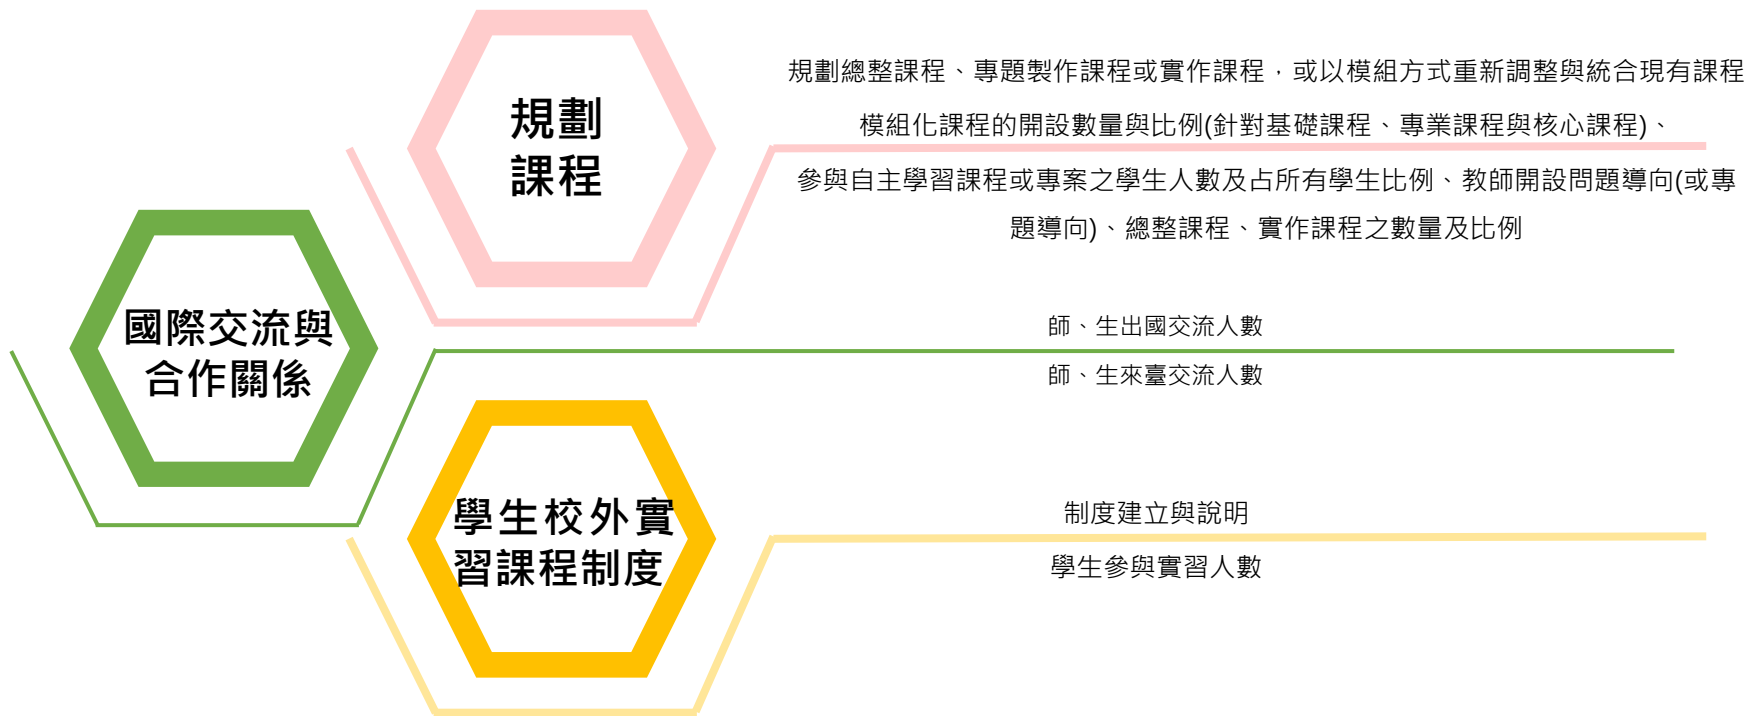 規劃
課程
規劃總整課程、專題製作課程或實作課程，或以模組方式重新調整與統合現有課程
模組化課程的開設數量與比例(針對基礎課程、專業課程與核心課程)、
參與自主學習課程或專案之學生人數及占所有學生比例、教師開設問題導向(或專
題導向)、總整課程、實作課程之數量及比例
國際交流與
合作關係
師、生出國交流人數
師、生來臺交流人數
學生校外實
習課程制度
制度建立與說明
學生參與實習人數